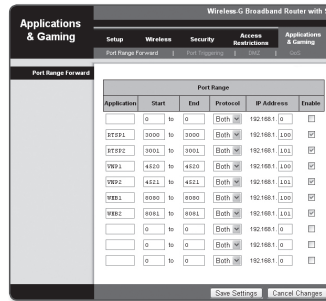 Wireless-G Broadband Router with S
Applications & Gaming
Setup Wireless Security Access Restrictions Applications & Gaming
Port Range Forward | Port Triggering | DMZ | QoS
Port Range Forward
Port Range
Application Start End Protocol IP Address Enable
0 to 0 Both 192.168.1. 0
RTSP1 3000 to 3000 Both 192.168.1. 100
RTSP2 3001 to 3001 Both 192.168.1. 101
VNP1 4520 to 4520 Both 192.168.1. 100
VNP2 4521 to 4521 Both 192.168.1. 101
WEB1 8080 to 8080 Both 192.168.1. 100
WEB2 8081 to 8081 Both 192.168.1. 101
0 to 0 Both 192.168.1. 0
0 to 0 Both 192.168.1. 0
0 to 0 Both 192.168.1. 0
Save Settings Cancel Changes